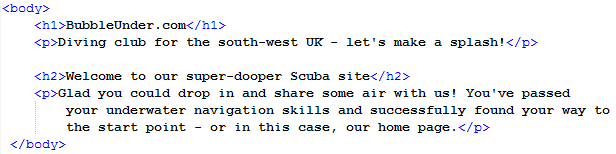 <body>
<h1>BubbleUnder.com</h1>
<p>Diving club for the south-west UK - let's make a splash!</p>
<h2>Welcome to our super-dooper Scuba site</h2>
<p>Glad you could drop in and share some air with us! You've passed
your underwater navigation skills and successfully found your way to
the start point - or in this case, our home page.</p>
</body>